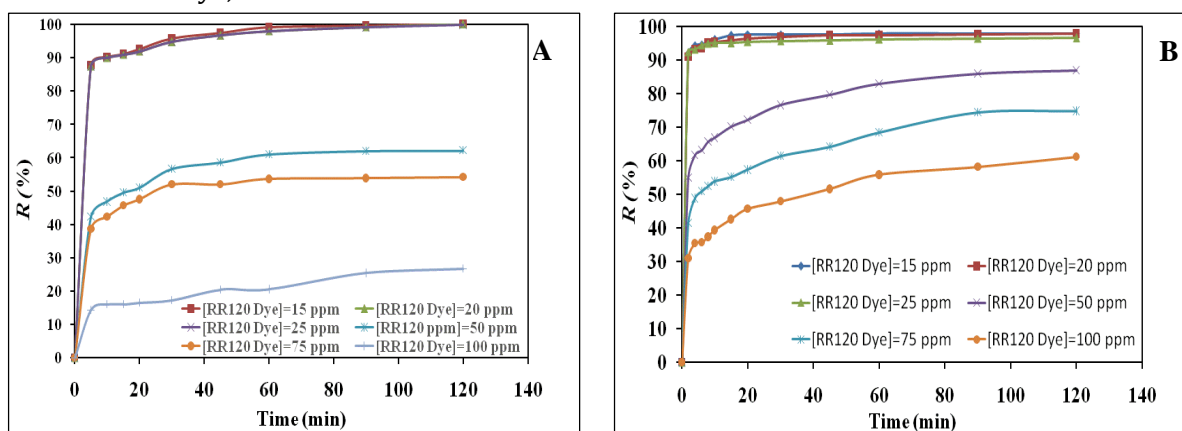 A
R (%)
100
90
80
70
60
50
40
30
20
10
0
[RR120 Dye]=15 ppm [RR120 Dye]=20 ppm
[RR120 Dye]=25 ppm [RR120 ppm]=50 ppm
[RR120 Dye]=75 ppm [RR120 Dye]=100 ppm
0 20 40 60 80 100 120 140
Time (min)
B
R (%)
100
90
80
70
60
50
40
30
20
10
0
[RR120 Dye]=15 ppm [RR120 Dye]=20 ppm
[RR120 Dye]=25 ppm [RR120 Dye]=50 ppm
[RR120 Dye]=75 ppm [RR120 Dye]=100 ppm
0 20 40 60 80 100 120 140
Time (min)